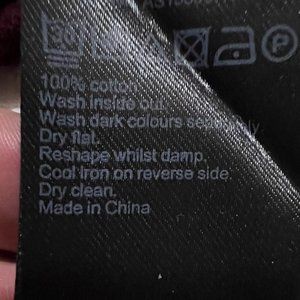 30
P
100% cotton
Wash inside out
Wash dark colours separately
Dry flat.
Reshape whilst damp.
Cool Iron on reverse side.
Dry clean.
Made in China